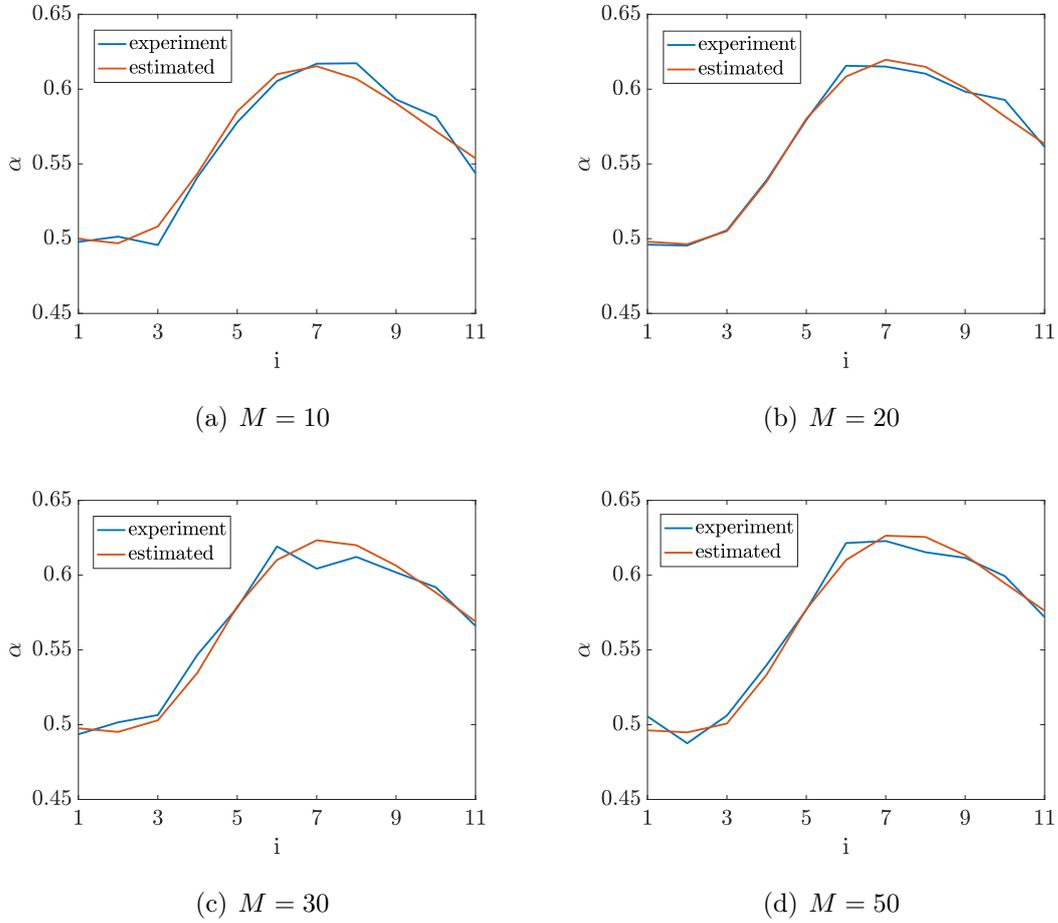 0.65
experiment
estimated
0.6
α
0.55
0.5
0.45
1 3 5 7 9 11
i
(a) M = 10
0.65
experiment
estimated
0.6
α
0.55
0.5
0.45
1 3 5 7 9 11
i
(b) M = 20
0.65
experiment
estimated
0.6
α
0.55
0.5
0.45
1 3 5 7 9 11
i
(c) M = 30
0.65
experiment
estimated
0.6
α
0.55
0.5
0.45
1 3 5 7 9 11
i
(d) M = 50